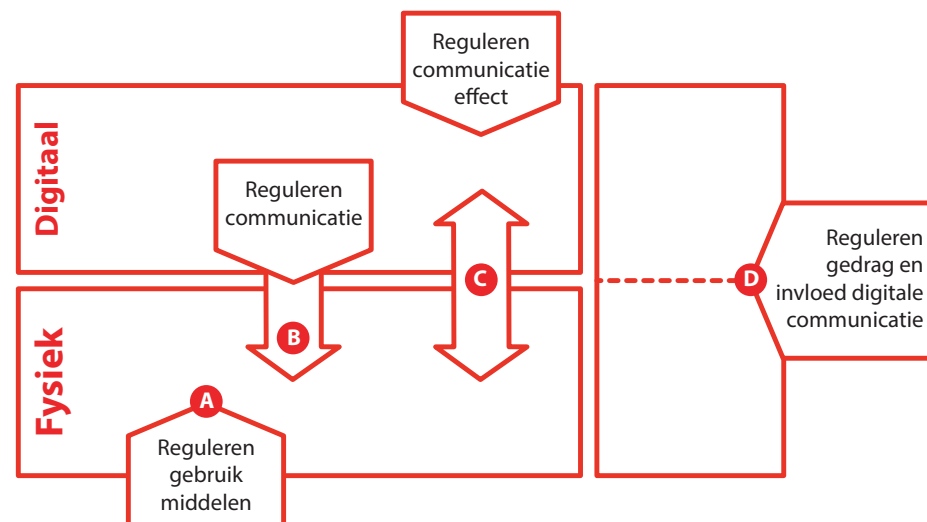 Reguleren
communicatie
effect
Digitaal
Reguleren
communicatie
C
Reguleren
gedrag en
invloed digitale
communicatie
D
B
Fysiek
A
Reguleren
gebruik
middelen